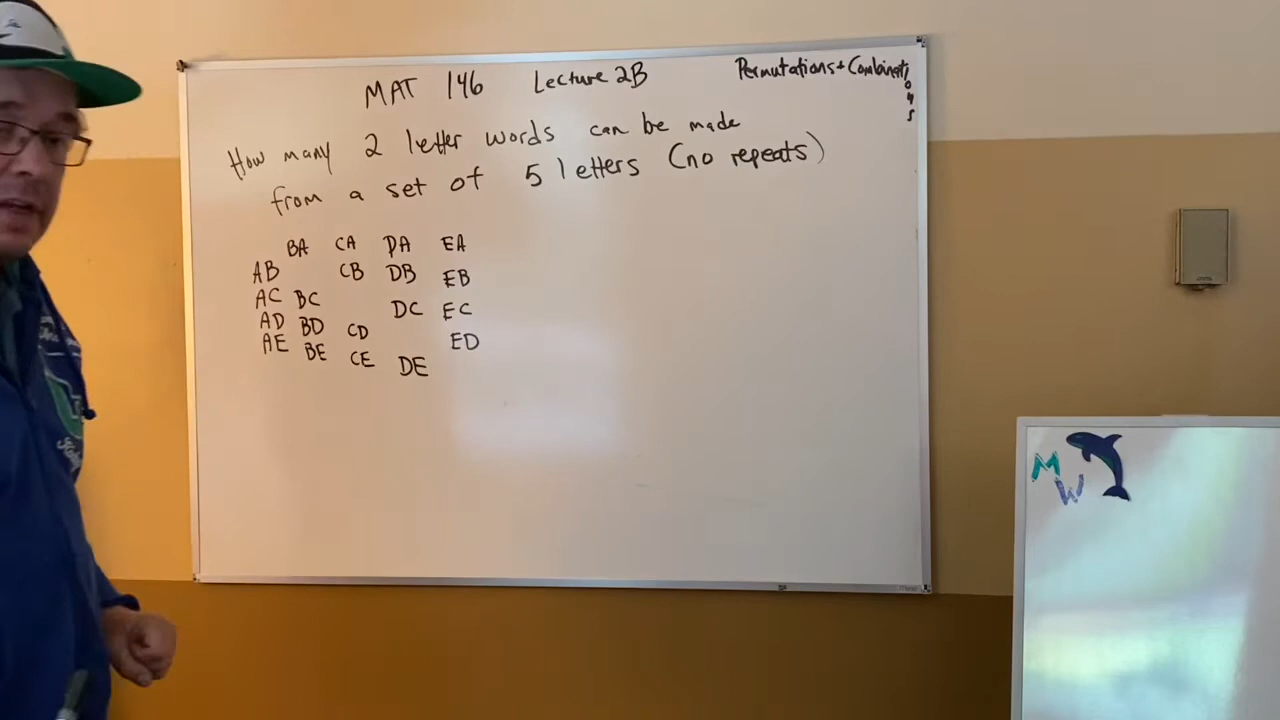 MAT 146 Lecture 2B Permutations + Combinations
How many 2 letter words can be made
from a set of 5 letters (no repeats)
BA CA DA EA
AB CB DB EB
AC BC DC EC
AD BD CD ED
AE BE CE DE
M
W